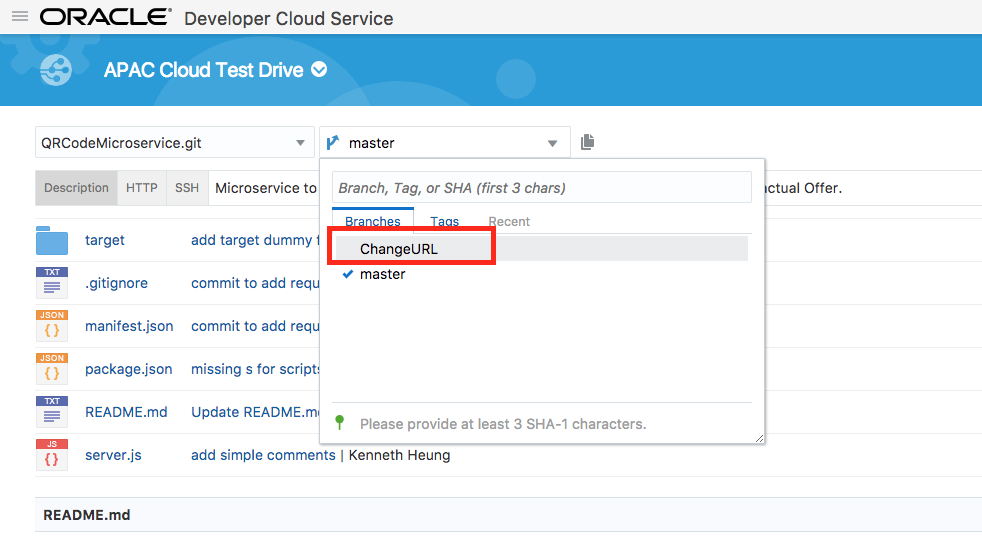 ORACLE® Developer Cloud Service
APAC Cloud Test Drive
QRCodeMicroservice.git master
Branch, Tag, or SHA (first 3 chars)
Description HTTP SSH Microservice to ctual Offer.
Branches Tags Recent
target add target dummy ChangeURL
master
TXT
.gitignore commit to add requ
JSON
manifest.json commit to add requ
JSON
package.json missing s for scripts
TXT
README.md Update README.m
Please provide at least 3 SHA-1 characters.
JS
server.js add simple comments | Kenneth Heung
README.md